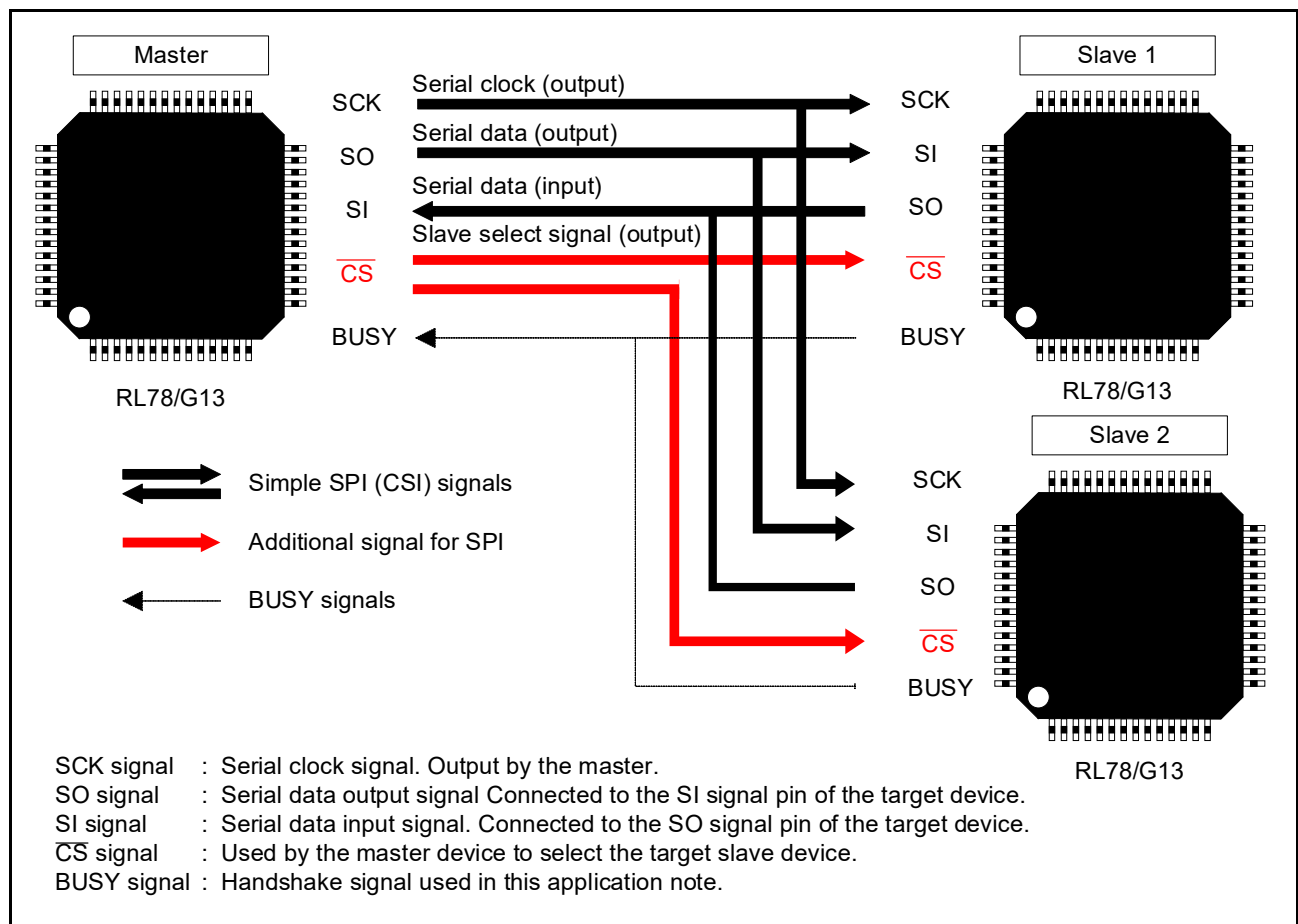 Master
Slave 1
SCK
Serial clock (output)
SCK
SO
Serial data (output)
SI
SI
Serial data (input)
SO
CS
Slave select signal (output)
CS
BUSY
BUSY
RL78/G13
RL78/G13
Slave 2
Simple SPI (CSI) signals
SCK
Additional signal for SPI
SI
BUSY signals
SO
CS
BUSY
RL78/G13
SCK signal : Serial clock signal. Output by the master.
SO signal : Serial data output signal Connected to the SI signal pin of the target device.
SI signal : Serial data input signal. Connected to the SO signal pin of the target device.
CS signal : Used by the master device to select the target slave device.
BUSY signal : Handshake signal used in this application note.